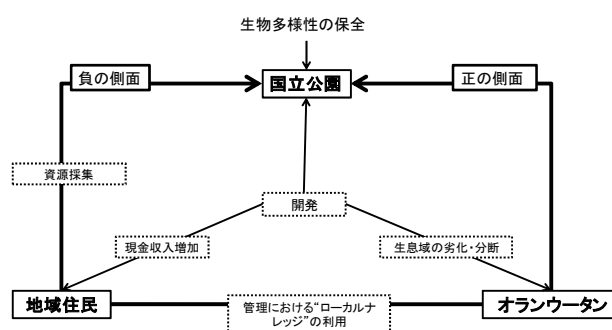 生物多様性の保全
負の側面
国立公園
正の側面
資源採集
開発
現金収入増加
生息域の劣化・分断
地域住民
管理における“ローカルナ
レッジ”の利用
オランウータン